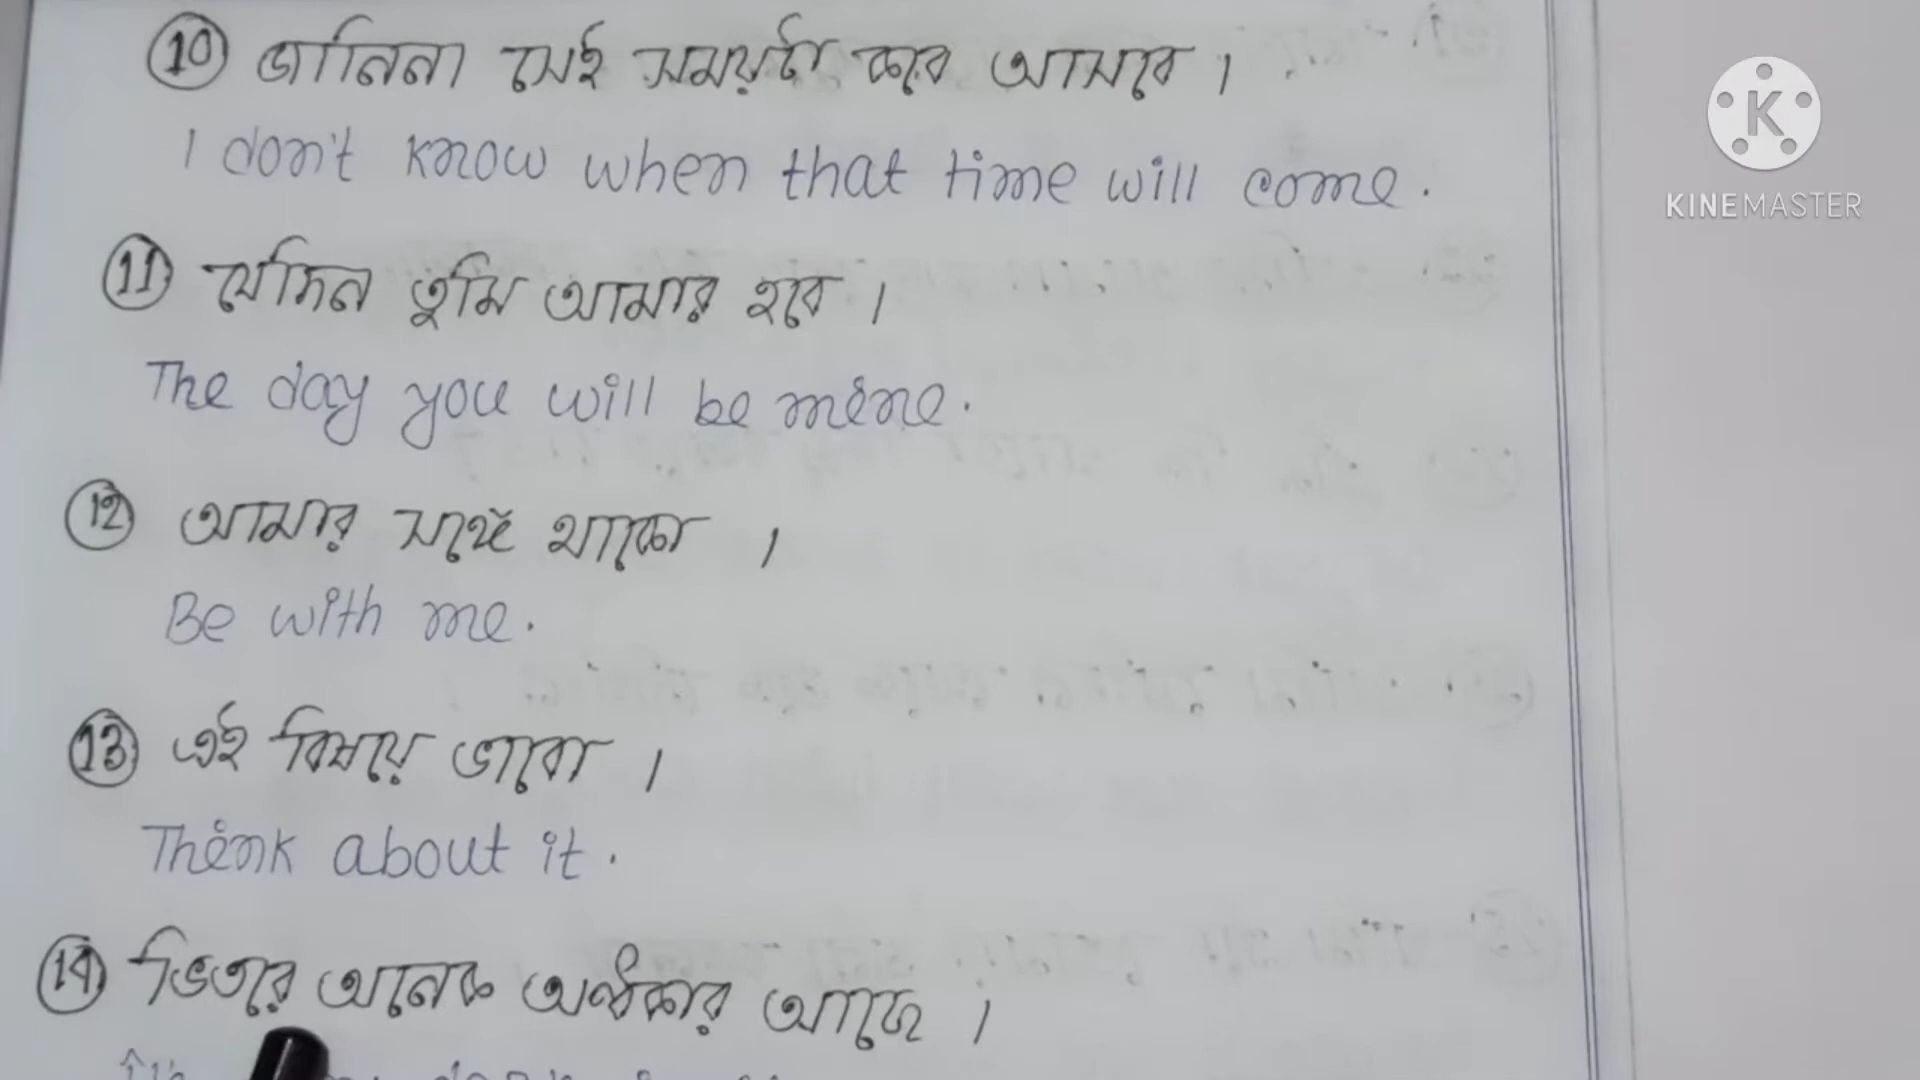 10 জানিনা সেই সময়টা কবে আসবে।
I don't know when that time will come.
11 যেদিন তুমি আমার হবে।
The day you will be mine.
12 আমার সঙ্গে থাকো।
Be with me.
13 এই বিষয়ে ভাবো।
Think about it.
14 ভিতরে অনেক অন্ধকার আছে।
K
KINEMASTER